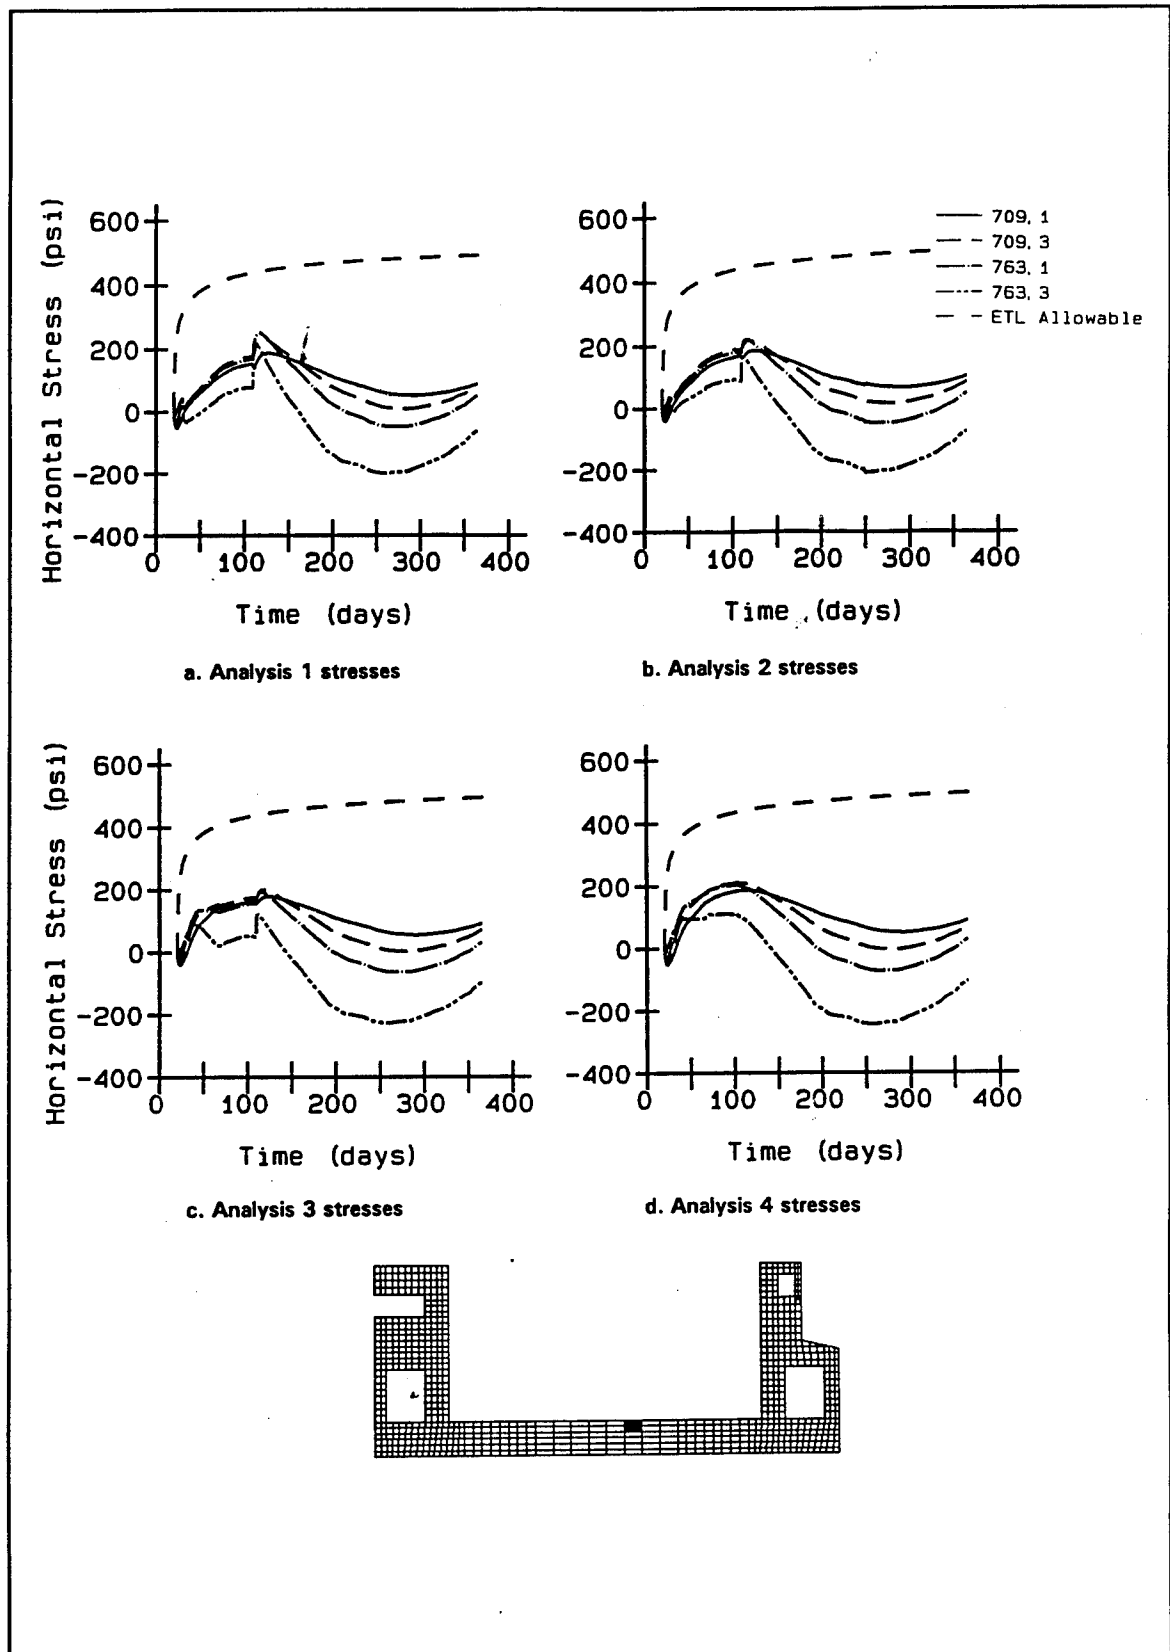 Horizontal Stress (psi)
600
400
200
0
-200
-400
0 100 200 300 400
Time (days)
a. Analysis 1 stresses
600
400
200
0
-200
-400
0 100 200 300 400
Time (days)
709, 1
709, 3
763, 1
763, 3
ETL Allowable
b. Analysis 2 stresses
Horizontal Stress (psi)
600
400
200
0
-200
-400
0 100 200 300 400
Time (days)
c. Analysis 3 stresses
600
400
200
0
-200
-400
0 100 200 300 400
Time (days)
d. Analysis 4 stresses